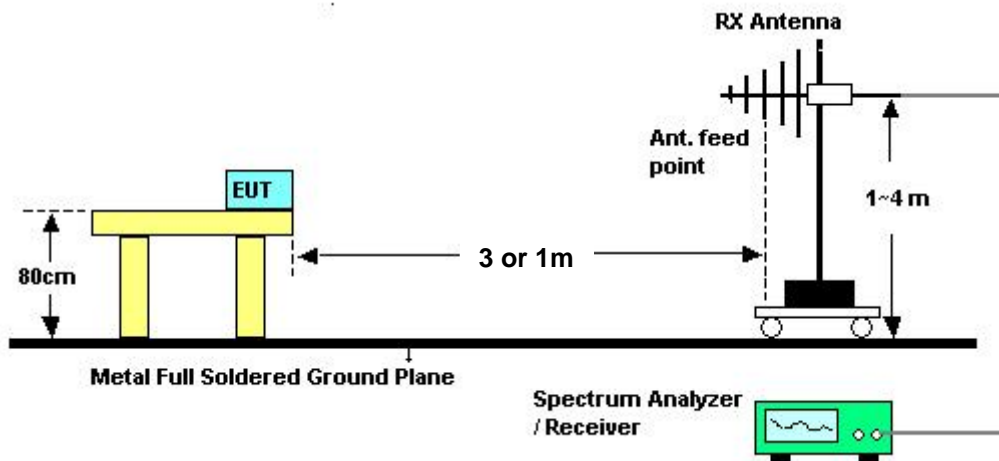 RX Antenna
Ant. feed
point
EUT
1~4 m
3 or 1m
80cm
Metal Full Soldered Ground Plane
Spectrum Analyzer
/ Receiver